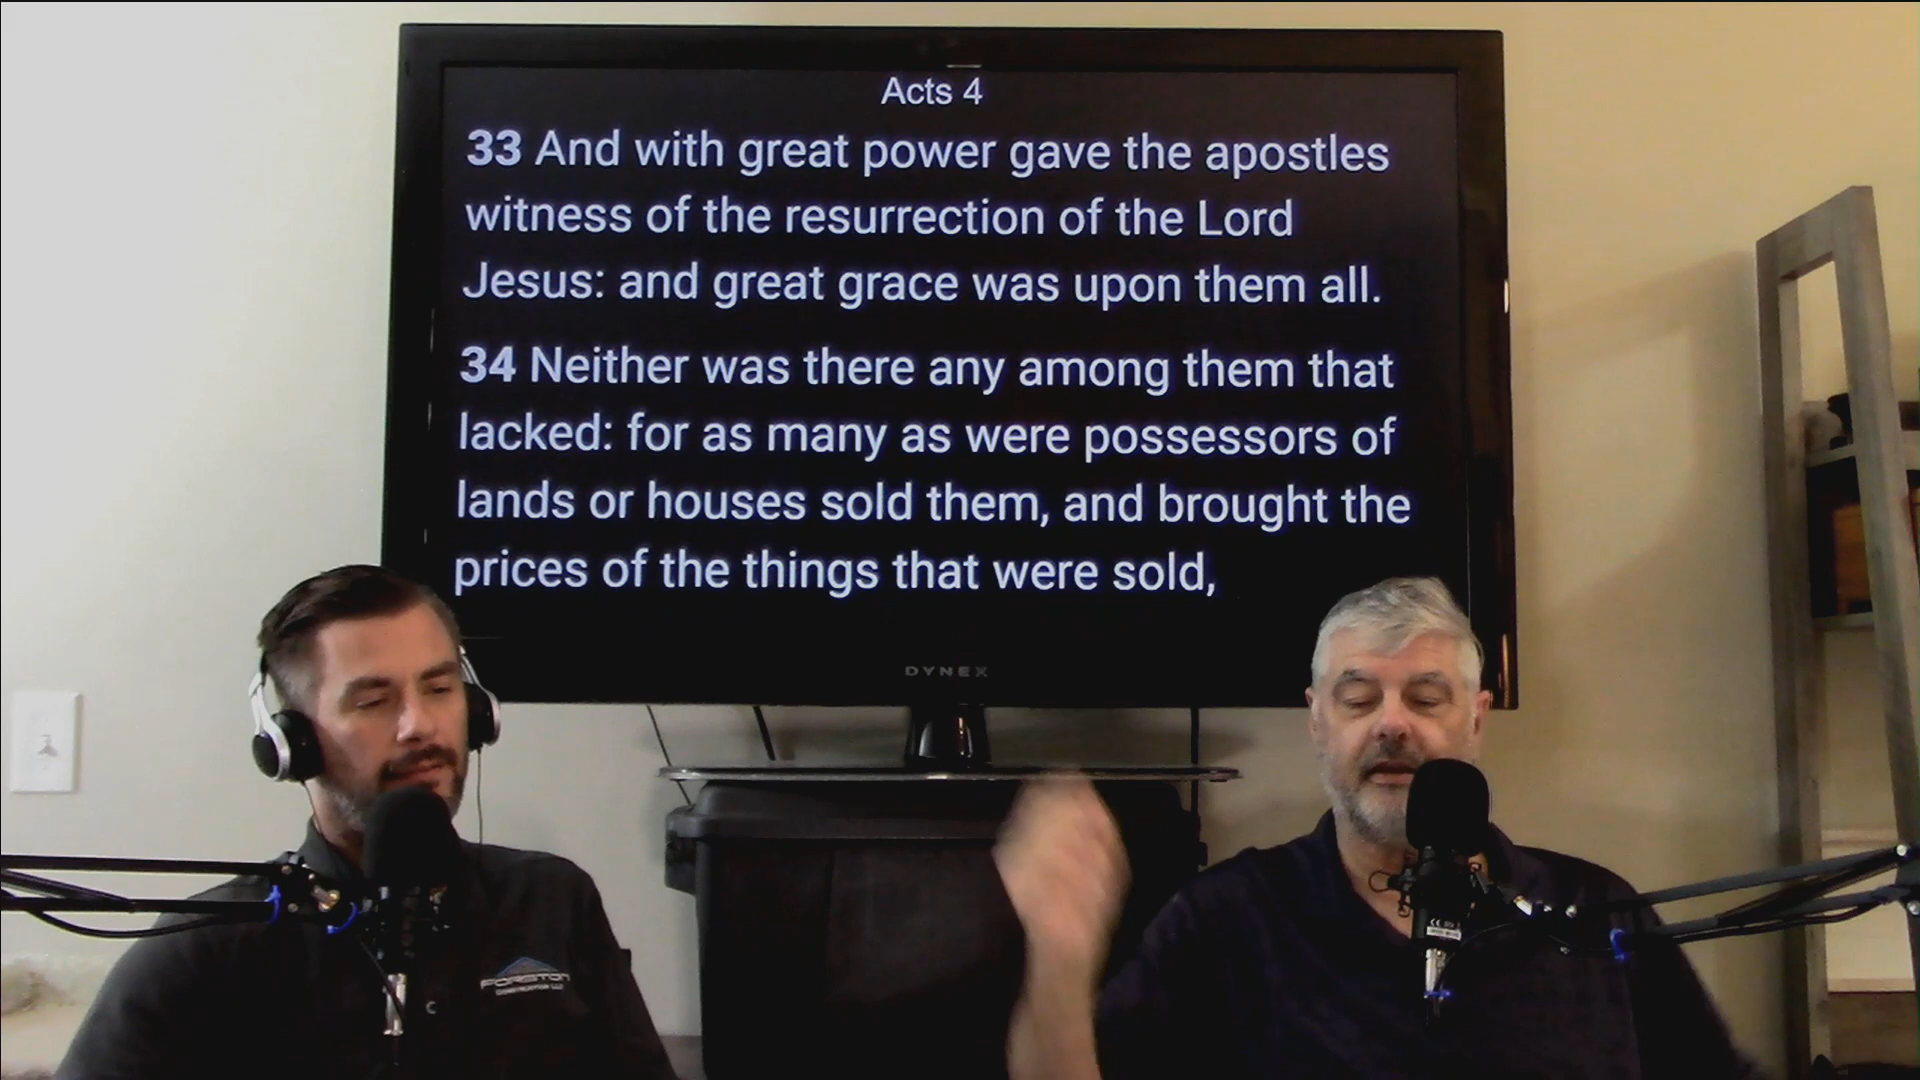 Acts 4
33 And with great power gave the apostles
witness of the resurrection of the Lord
Jesus: and great grace was upon them all.
34 Neither was there any among them that
lacked: for as many as were possessors of
lands or houses sold them, and brought the
prices of the things that were sold,
DYNEX
FORSTON
CONSTRUCTION LLC